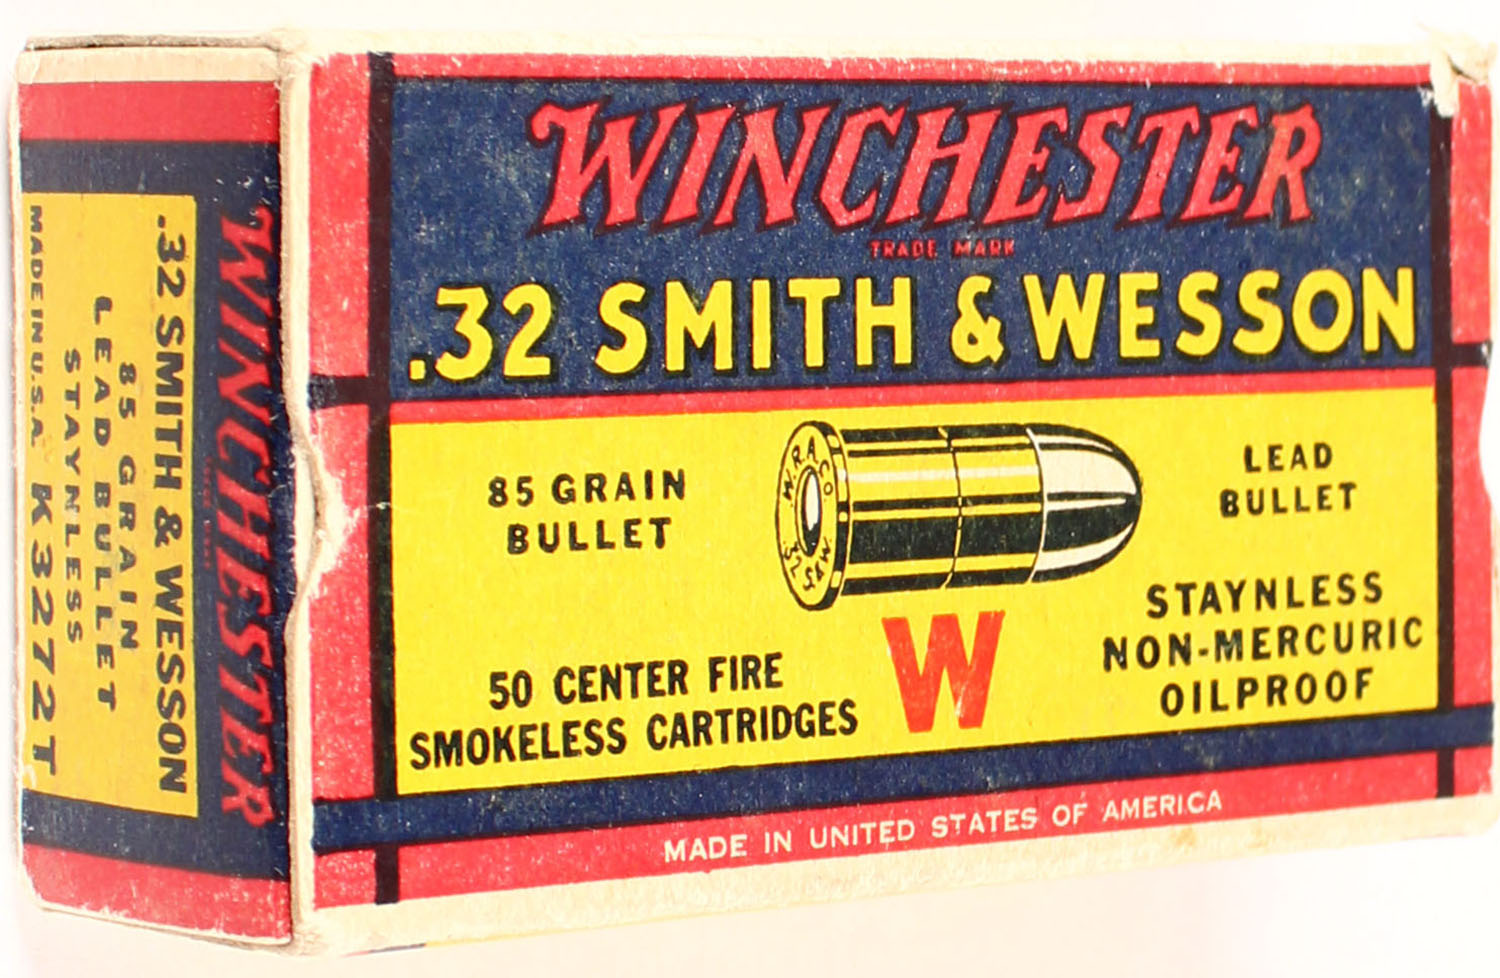 WINCHESTER
TRADE MARK
.32 SMITH & WESSON
85 GRAIN
BULLET
W.R.A.CO.
.32 S&W
LEAD
BULLET
50 CENTER FIRE
SMOKELESS CARTRIDGES
W
STAYNLESS
NON-MERCURIC
OILPROOF
MADE IN UNITED STATES OF AMERICA
WINCHESTER
.32 SMITH & WESSON
85 GRAIN
LEAD BULLET
STAYNLESS
MADE IN U.S.A. K3272T